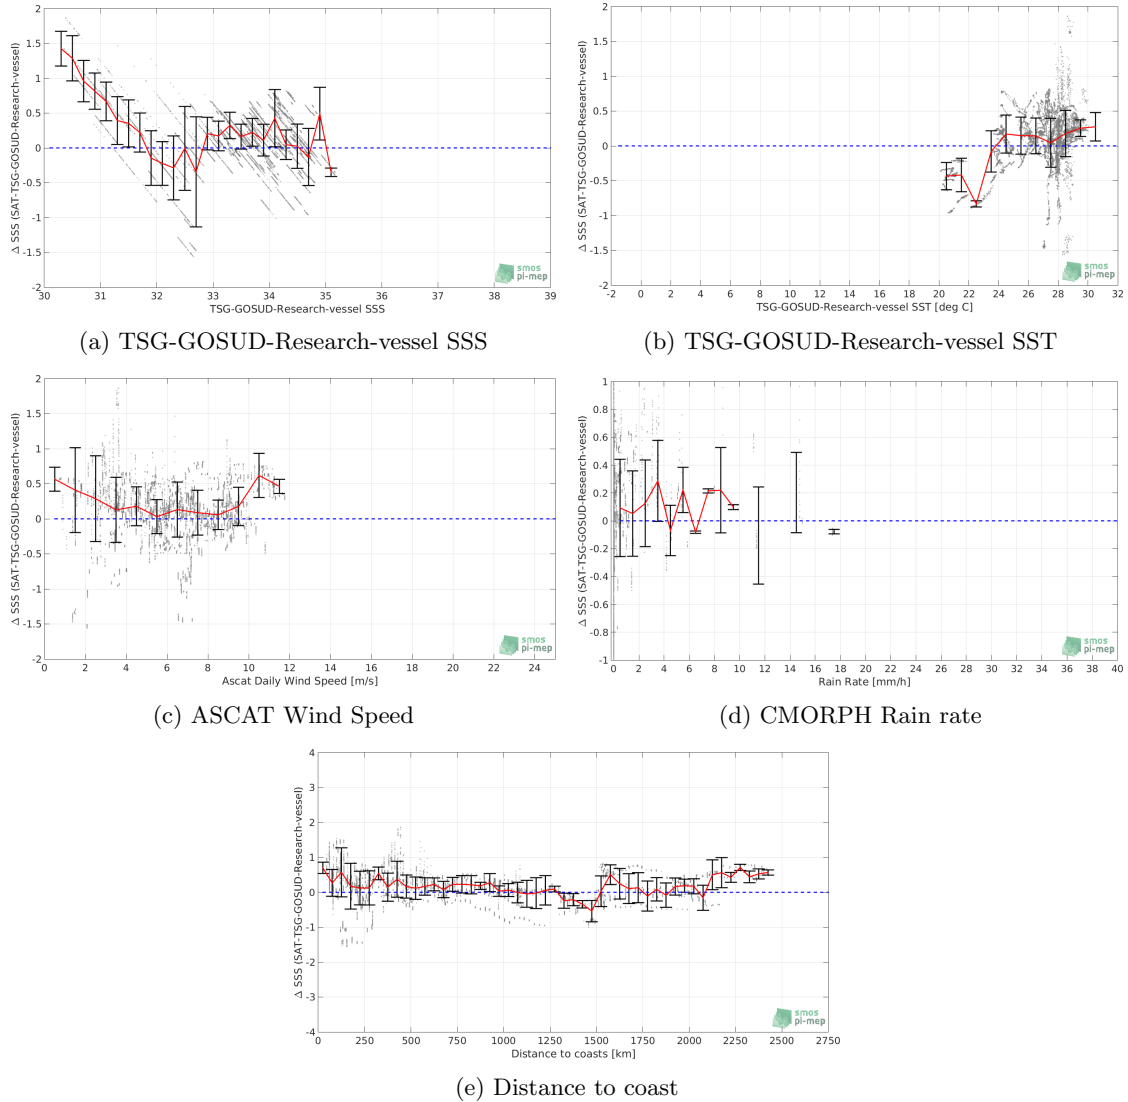 2
1.5
1
0.5
0
-0.5
-1
-1.5
-2
Δ SSS (SAT-TSG-GOSUD-Research-vessel)
30 31 32 33 34 35 36 37 38 39
TSG-GOSUD-Research-vessel SSS
smos
pi-mep
(a) TSG-GOSUD-Research-vessel SSS
2
1.5
1
0.5
0
-0.5
-1
-1.5
-2
Δ SSS (SAT-TSG-GOSUD-Research-vessel)
-2 0 2 4 6 8 10 12 14 16 18 20 22 24 26 28 30 32
TSG-GOSUD-Research-vessel SST [deg C]
smos
pi-mep
(b) TSG-GOSUD-Research-vessel SST
2
1.5
1
0.5
0
-0.5
-1
-1.5
-2
Δ SSS (SAT-TSG-GOSUD-Research-vessel)
0 2 4 6 8 10 12 14 16 18 20 22 24
Ascat Daily Wind Speed [m/s]
smos
pi-mep
(c) ASCAT Wind Speed
1
0.8
0.6
0.4
0.2
0
-0.2
-0.4
-0.6
-0.8
-1
Δ SSS (SAT-TSG-GOSUD-Research-vessel)
0 2 4 6 8 10 12 14 16 18 20 22 24 26 28 30 32 34 36 38 40
Rain Rate [mm/h]
smos
pi-mep
(d) CMORPH Rain rate
4
3
2
1
0
-1
-2
-3
-4
Δ SSS (SAT-TSG-GOSUD-Research-vessel)
0 250 500 750 1000 1250 1500 1750 2000 2250 2500 2750
Distance to coasts [km]
smos
pi-mep
(e) Distance to coast